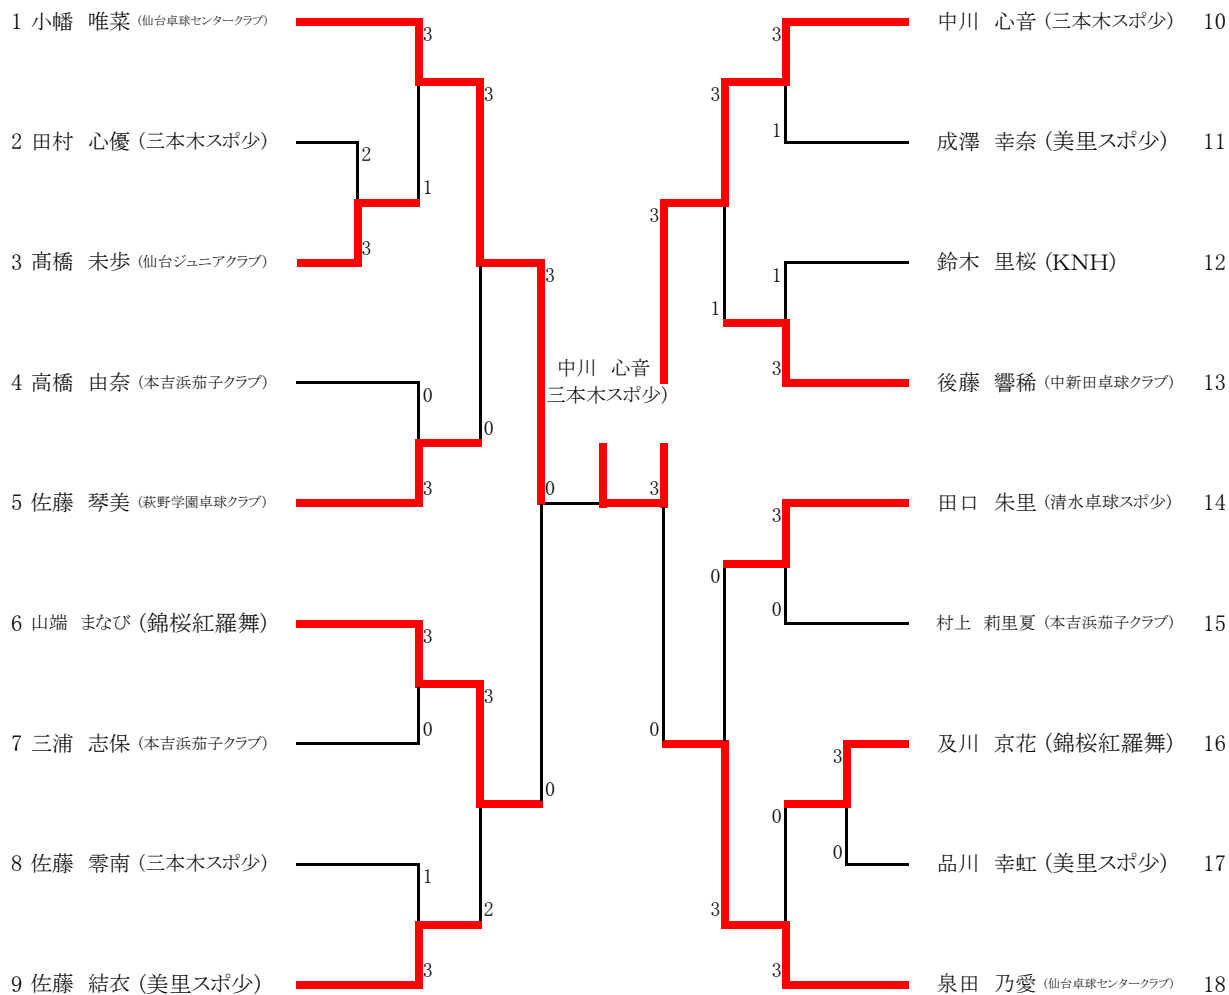 1 小幡 唯菜 (仙台卓球センタークラブ)
3
3
2 田村 心優 (三本木スポ少)
2
1
3 髙橋 未歩 (仙台ジュニアクラブ)
3
3
4 高橋 由奈 (本吉浜茄子クラブ)
0
0
5 佐藤 琴美 (萩野学園卓球クラブ)
3
0
6 山端 まなび (錦桜紅羅舞)
3
3
7 三浦 志保 (本吉浜茄子クラブ)
0
0
8 佐藤 零南 (三本木スポ少)
1
2
9 佐藤 結衣 (美里スポ少)
3
中川 心音
三本木スポ少)
中川 心音 (三本木スポ少) 10
3
3
成澤 幸奈 (美里スポ少) 11
1
3
鈴木 里桜 (KNH) 12
1
1
後藤 響稀 (中新田卓球クラブ) 13
3
3
田口 朱里 (清水卓球スポ少) 14
3
0
村上 莉里夏 (本吉浜茄子クラブ) 15
0
0
及川 京花 (錦桜紅羅舞) 16
3
0
品川 幸虹 (美里スポ少) 17
0
3
泉田 乃愛 (仙台卓球センタークラブ) 18
3